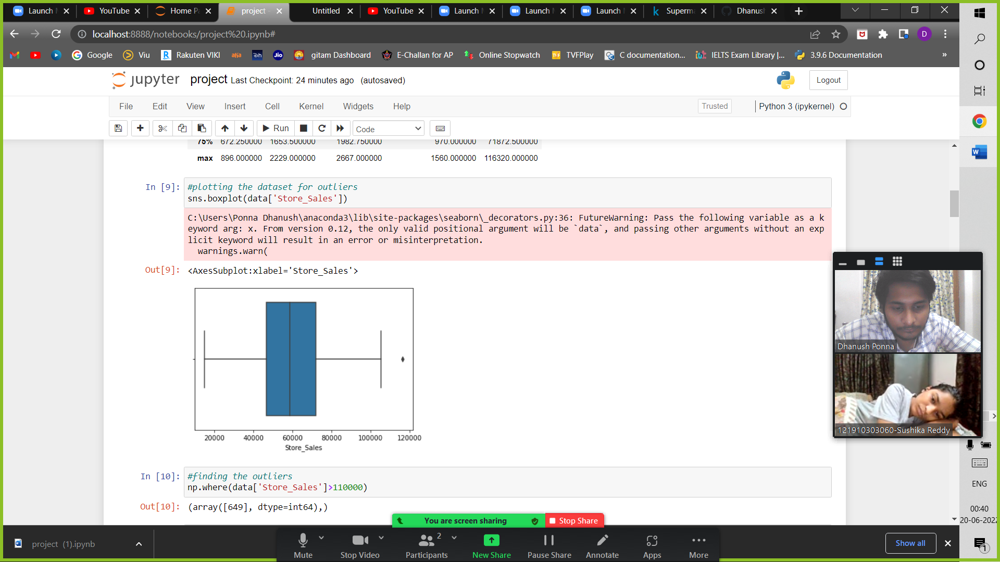 Launch
YouTube
Home P
project
Untitled
YouTube
Launch
Launch
Launch
Superma
Dhanush
localhost:8888/notebooks/project%20.ipynb#
D
Google
Viu
Rakuten VIKI
aha
Jio
gitam Dashboard
E-Challan for AP
Online Stopwatch
TVFPlay
C documentation...
IELTS Exam Library |...
3.9.6 Documentation
»
jupyter project Last Checkpoint: 24 minutes ago (autosaved)
Logout
File Edit View Insert Cell Kernel Widgets Help
Trusted
Python 3 (ipykernel)
Run
Code
75% 672.250000 1653.500000 1982.750000 970.000000 71872.500000
max 896.000000 2229.000000 2667.000000 1560.000000 116320.000000
In [9]: #plotting the dataset for outliers
sns.boxplot(data['Store_Sales'])
C:\Users\Ponna Dhanush\anaconda3\lib\site-packages\seaborn\_decorators.py:36: FutureWarning: Pass the following variable as a k
eyword arg: x. From version 0.12, the only valid positional argument will be `data`, and passing other arguments without an exp
licit keyword will result in an error or misinterpretation.
warnings.warn(
Out[9]: <AxesSubplot:xlabel='Store_Sales'>
20000 40000 60000 80000 100000 120000
Store_Sales
In [10]: #finding the outliers
np.where(data['Store_Sales']>110000)
Out[10]: (array([649], dtype=int64),)
Dhanush Ponna
121910303060-Sushika Reddy
ENG
00:40
20-06-2022
1
You are screen sharing
Stop Share
project (1).ipynb
Mute
Stop Video
2
Participants
New Share
Pause Share
Annotate
Apps
More
Show all